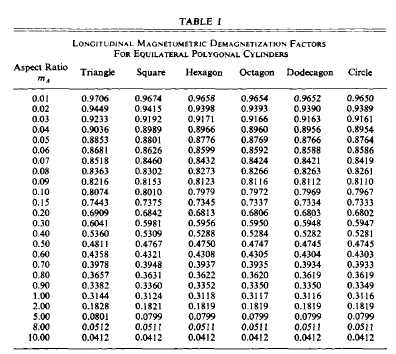 TABLE I
LONGITUDINAL MAGNETOMETRIC DEMAGNETIZATION FACTORS
FOR EQUILATERAL POLYGONAL CYLINDERS
Aspect Ratio
mA Triangle Square Hexagon Octagon Dodecagon Circle
0.01 0.9706 0.9674 0.9658 0.9654 0.9652 0.9650
0.02 0.9449 0.9415 0.9398 0.9393 0.9390 0.9389
0.03 0.9233 0.9192 0.9171 0.9166 0.9163 0.9161
0.04 0.9036 0.8989 0.8966 0.8960 0.8956 0.8954
0.05 0.8853 0.8801 0.8776 0.8769 0.8766 0.8764
0.06 0.8681 0.8626 0.8599 0.8592 0.8588 0.8586
0.07 0.8518 0.8460 0.8432 0.8424 0.8421 0.8419
0.08 0.8363 0.8302 0.8273 0.8266 0.8263 0.8261
0.09 0.8216 0.8153 0.8123 0.8116 0.8112 0.8110
0.10 0.8074 0.8010 0.7979 0.7972 0.7969 0.7967
0.15 0.7443 0.7375 0.7345 0.7337 0.7334 0.7333
0.20 0.6909 0.6842 0.6813 0.6806 0.6803 0.6802
0.30 0.6041 0.5981 0.5956 0.5950 0.5948 0.5947
0.40 0.5360 0.5309 0.5288 0.5284 0.5282 0.5281
0.50 0.4811 0.4767 0.4750 0.4747 0.4745 0.4745
0.60 0.4358 0.4321 0.4308 0.4305 0.4304 0.4303
0.70 0.3978 0.3948 0.3937 0.3935 0.3934 0.3933
0.80 0.3657 0.3631 0.3622 0.3620 0.3619 0.3619
0.90 0.3382 0.3360 0.3352 0.3350 0.3350 0.3349
1.00 0.3144 0.3124 0.3118 0.3117 0.3116 0.3116
2.00 0.1828 0.1821 0.1819 0.1819 0.1819 0.1819
5.00 0.0801 0.0799 0.0799 0.0799 0.0799 0.0799
8.00 0.0512 0.0511 0.0511 0.0511 0.0511 0.0511
10.00 0.0412 0.0412 0.0412 0.0412 0.0412 0.0412